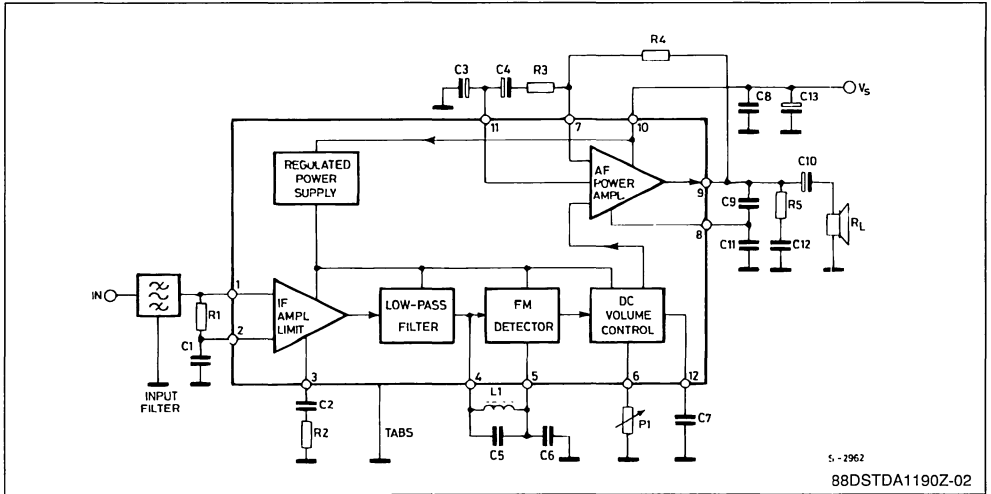 R4
C3
C4
R3
C8
C13
Vs
11
7
10
REGULATED
POWER
SUPPLY
AF
POWER
AMPL.
9
C10
C9
R5
RL
8
C11
C12
IN
1
R1
2
C1
INPUT
FILTER
IF
AMPL
LIMIT
LOW-PASS
FILTER
FM
DETECTOR
DC
VOLUME
CONTROL
3
4
5
6
12
C2
R2
TABS
L1
C5
C6
P1
C7
S-2962
88DSTDA1190Z-02